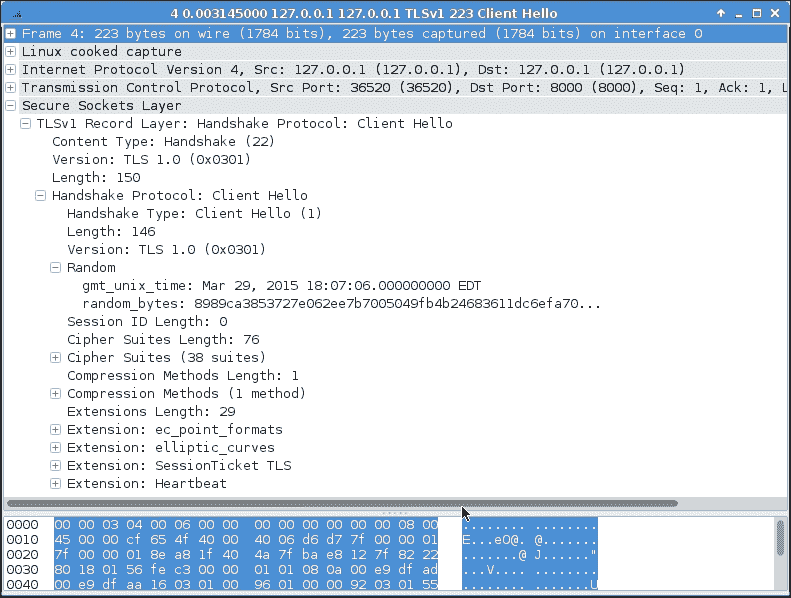 4 0.003145000 127.0.0.1 127.0.0.1 TLSv1 223 Client Hello
Frame 4: 223 bytes on wire (1784 bits), 223 bytes captured (1784 bits) on interface 0
Linux cooked capture
Internet Protocol Version 4, Src: 127.0.0.1 (127.0.0.1), Dst: 127.0.0.1 (127.0.0.1)
Transmission Control Protocol, Src Port: 36520 (36520), Dst Port: 8000 (8000), Seq: 1, Ack: 1, L
Secure Sockets Layer
TLSv1 Record Layer: Handshake Protocol: Client Hello
Content Type: Handshake (22)
Version: TLS 1.0 (0x0301)
Length: 150
Handshake Protocol: Client Hello
Handshake Type: Client Hello (1)
Length: 146
Version: TLS 1.0 (0x0301)
Random
gmt_unix_time: Mar 29, 2015 18:07:06.000000000 EDT
random_bytes: 8989ca3853727e062ee7b7005049fb4b24683611dc6efa70...
Session ID Length: 0
Cipher Suites Length: 76
Cipher Suites (38 suites)
Compression Methods Length: 1
Compression Methods (1 method)
Extensions Length: 29
Extension: ec_point_formats
Extension: elliptic_curves
Extension: SessionTicket TLS
Extension: Heartbeat
0000 00 00 03 04 00 06 00 00 00 00 00 00 00 00 08 00 ........ ........
0010 45 00 00 cf 65 4f 40 00 40 06 d6 d7 7f 00 00 01 E...eO@. @.......
0020 7f 00 00 01 8e a8 1f 40 4a 7f ba e8 12 7f 82 22 .......@ J......"
0030 80 18 01 56 fe c3 00 00 01 01 08 0a 00 e9 df ad ...V.... ........
0040 00 e9 df aa 16 03 01 00 96 01 00 00 92 03 01 55 ........ .......U